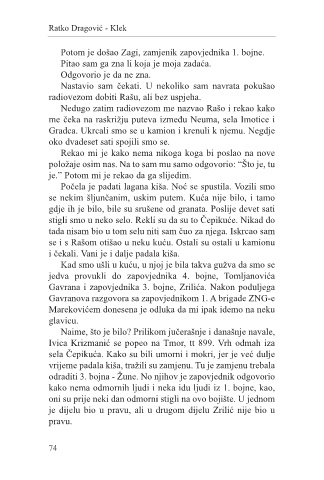 Ratko Dragović - Klek
Potom je došao Zagi, zamjenik zapovjednika 1. bojne.
Pitao sam ga zna li koja je moja zadaća.
Odgovorio je da ne zna.
Nastavio sam čekati. U nekoliko sam navrata pokušao
radiovezom dobiti Rašu, ali bez uspjeha.
Nedugo zatim radiovezom me nazvao Rašo i rekao kako
me čeka na raskrižju puteva između Neuma, sela Imotice i
Gradca. Ukrcali smo se u kamion i krenuli k njemu. Negdje
oko dvadeset sati spojili smo se.
Rekao mi je kako nema nikoga koga bi poslao na nove
položaje osim nas. Na to sam mu samo odgovorio: “Što je, tu
je.” Potom mi je rekao da ga slijedim.
Počela je padati lagana kiša. Noć se spustila. Vozili smo
se nekim šljunčanim, uskim putem. Kuća nije bilo, i tamo
gdje ih je bilo, bile su srušene od granata. Poslije devet sati
stigli smo u neko selo. Rekli su da su to Čepikuće. Nikad do
tada nisam bio u tom selu niti sam čuo za njega. Iskrcao sam
se i s Rašom otišao u neku kuću. Ostali su ostali u kamionu
i čekali. Vani je i dalje padala kiša.
Kad smo ušli u kuću, u njoj je bila takva gužva da smo se
jedva provukli do zapovjednika 4. bojne, Tomljanovića
Gavrana i zapovjednika 3. bojne, Zrilića. Nakon poduljega
Gavranova razgovora sa zapovjednikom 1. A brigade ZNG-e
Marekovićem donesena je odluka da mi ipak idemo na neku
glavicu.
Naime, što je bilo? Prilikom jučerašnje i današnje navale,
Ivica Krizmanić se popeo na Tmor, tt 899. Vrh odmah iza
sela Čepikuća. Kako su bili umorni i mokri, jer je već dulje
vrijeme padala kiša, tražili su zamjenu. Tu je zamjenu trebala
odraditi 3. bojna - Žune. No njihov je zapovjednik odgovorio
kako nema odmornih ljudi i neka idu ljudi iz 1. bojne, kao,
oni su prije neki dan odmorni stigli na ovo bojište. U jednom
je dijelu bio u pravu, ali u drugom dijelu Zrilić nije bio u
pravu.
74